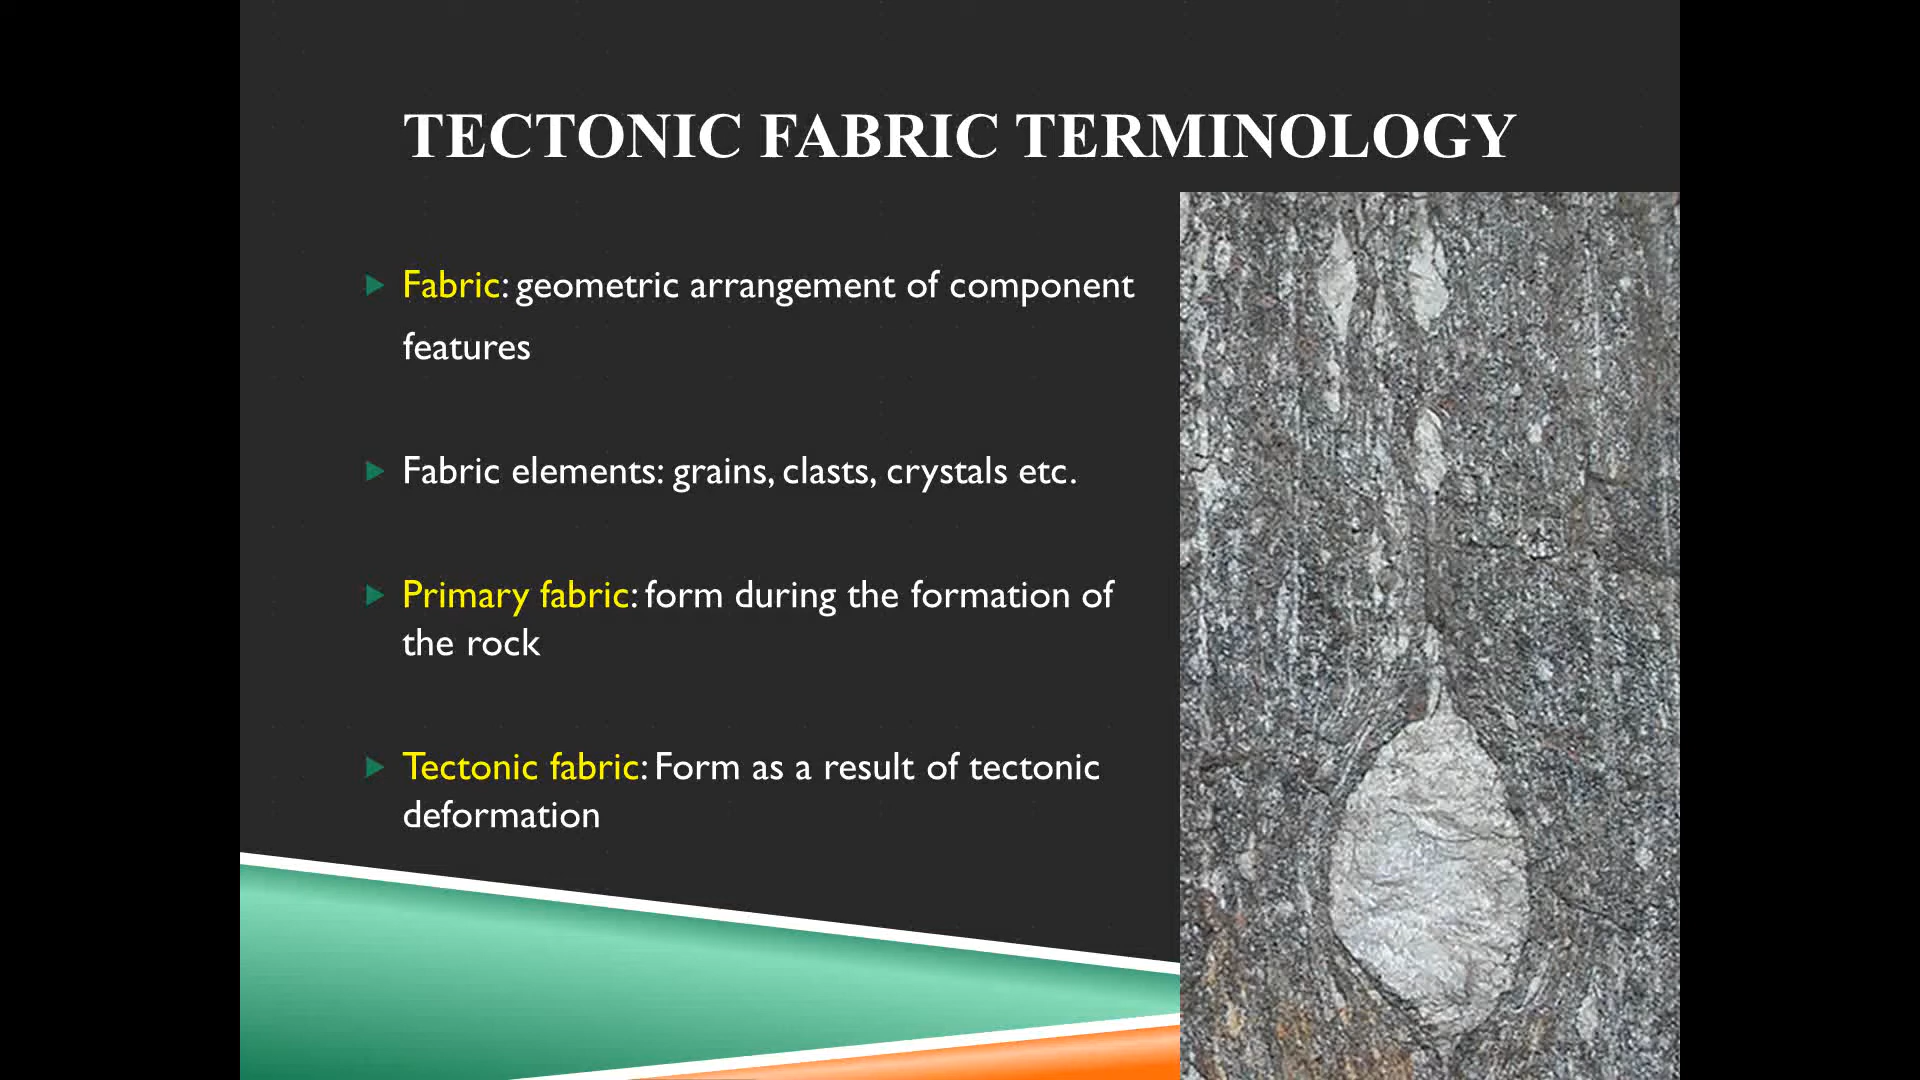 TECTONIC FABRIC TERMINOLOGY
Fabric: geometric arrangement of component
features
Fabric elements: grains, clasts, crystals etc.
Primary fabric: form during the formation of
the rock
Tectonic fabric: Form as a result of tectonic
deformation